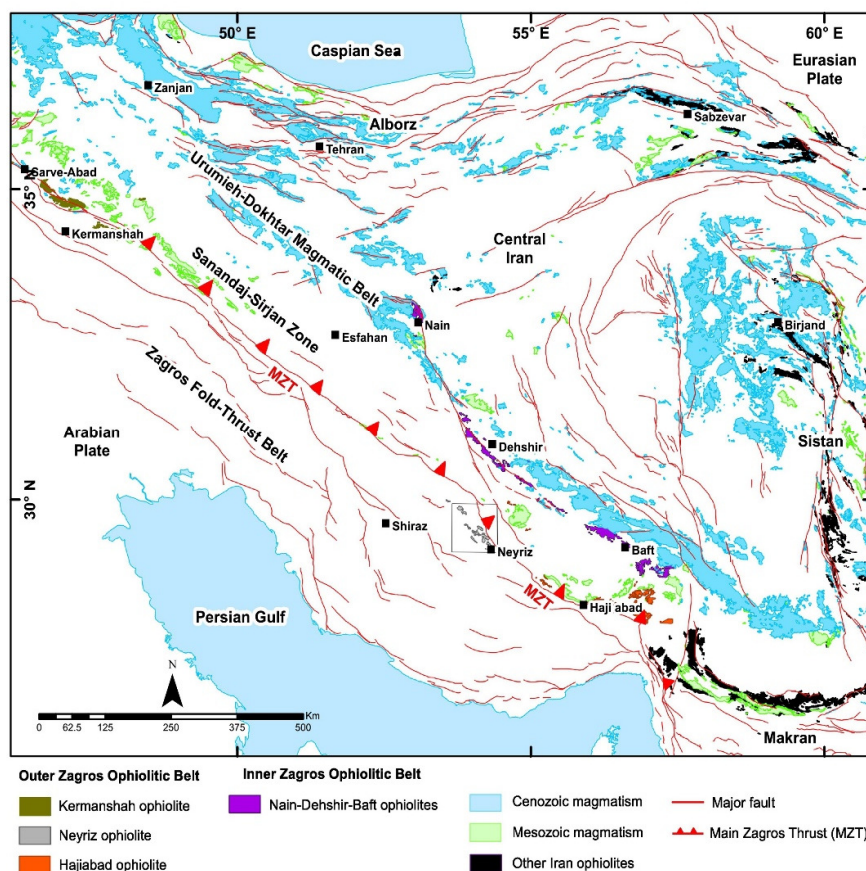 50° E
55° E
60° E
Caspian Sea
Eurasian
Plate
Zanjan
Alborz
Sabzevar
Tehran
Sarve-Abad
35° N
Urumieh-Dokhtar Magmatic Belt
Kermanshah
Central
Iran
Sanandaj-Sirjan Zone
Nain
Birjand
Esfahan
MZT
Zagros Fold-Thrust Belt
Arabian
Plate
Dehshir
Sistan
30° N
Shiraz
Neyriz
Baft
MZT
Haji abad
Persian Gulf
N
Km
0 62.5 125 250 375 500
Makran
Outer Zagros Ophiolitic Belt
Inner Zagros Ophiolitic Belt
Kermanshah ophiolite
Nain-Dehshir-Baft ophiolites
Cenozoic magmatism
Major fault
Neyriz ophiolite
Mesozoic magmatism
Main Zagros Thrust (MZT)
Hajiabad ophiolite
Other Iran ophiolites